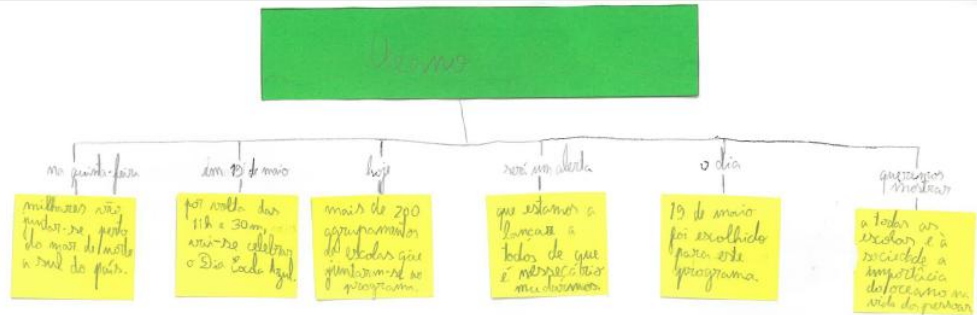 Oceano
na quinta-feira
milhares vão
juntar-se perto
do mar de norte
a sul do país.
em 19 de maio
por volta das
11h e 30m,
vai-se celebrar
o Dia Escola Azul.
hoje
mais de 200
agrupamentos
de escolas que
juntaram-se ao
programa.
será um alerta
que estamos a
lançar a
todos de que
é nessecário
mudarmos.
o dia
19 de maio
foi escolhido
para este
programa.
queremos
mostrar
a todas as
escolas e à
sociedade a
importâcia
do oceano na
vida das pessoas